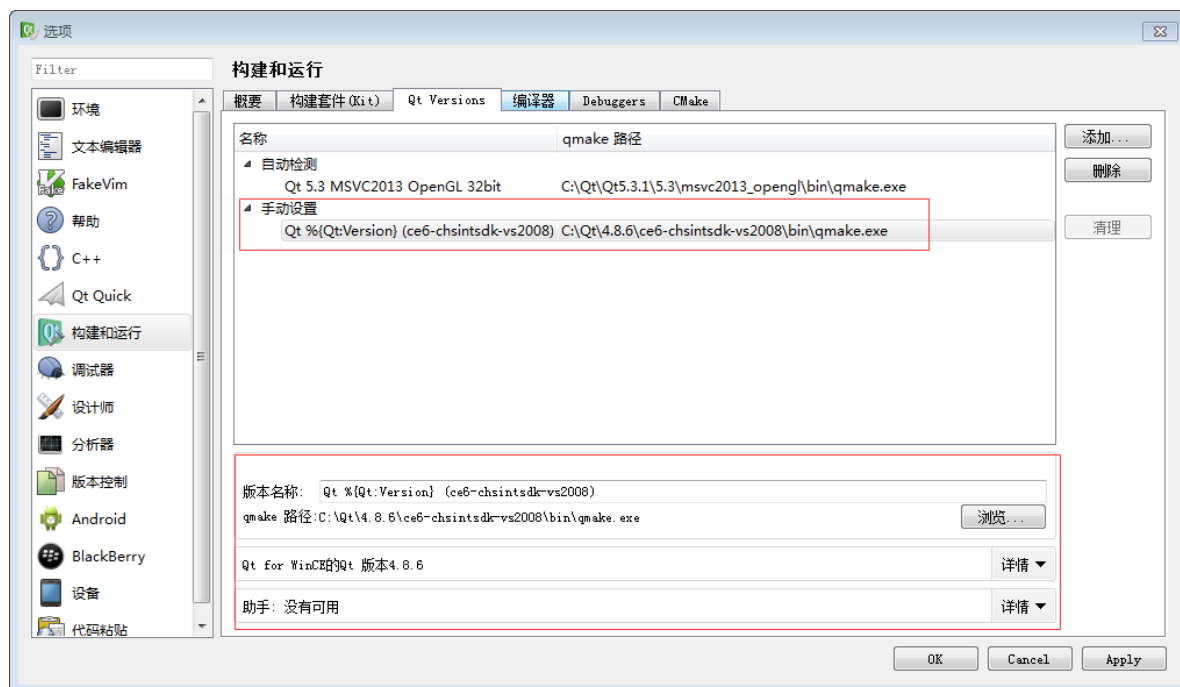 选项
Filter
环境
文本编辑器
FakeVim
帮助
C++
Qt Quick
构建和运行
调试器
设计师
分析器
版本控制
Android
BlackBerry
设备
代码粘贴
构建和运行
概要 构建套件(Kit) Qt Versions 编译器 Debuggers CMake
名称 qmake 路径
自动检测
Qt 5.3 MSVC2013 OpenGL 32bit C:\Qt\Qt5.3.1\5.3\msvc2013_opengl\bin\qmake.exe
手动设置
Qt %{Qt:Version} (ce6-chsintsdk-vs2008) C:\Qt\4.8.6\ce6-chsintsdk-vs2008\bin\qmake.exe
添加...
删除
清理
版本名称: Qt %{Qt:Version} (ce6-chsintsdk-vs2008)
qmake 路径:C:\Qt\4.8.6\ce6-chsintsdk-vs2008\bin\qmake.exe 浏览...
Qt for WinCE的Qt 版本4.8.6 详情
助手: 没有可用 详情
OK Cancel Apply